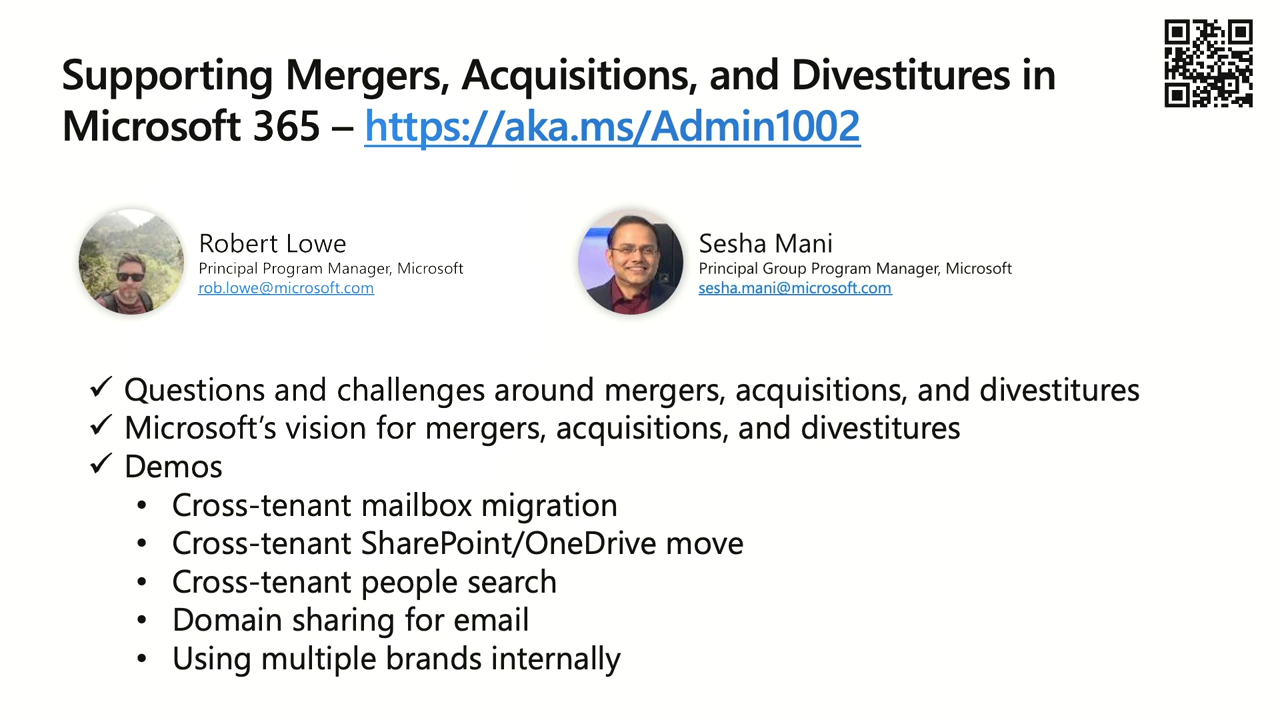 Supporting Mergers, Acquisitions, and Divestitures in
Microsoft 365 – https://aka.ms/Admin1002
Robert Lowe
Principal Program Manager, Microsoft
rob.lowe@microsoft.com
Sesha Mani
Principal Group Program Manager, Microsoft
sesha.mani@microsoft.com
✓ Questions and challenges around mergers, acquisitions, and divestitures
✓ Microsoft’s vision for mergers, acquisitions, and divestitures
✓ Demos
• Cross-tenant mailbox migration
• Cross-tenant SharePoint/OneDrive move
• Cross-tenant people search
• Domain sharing for email
• Using multiple brands internally